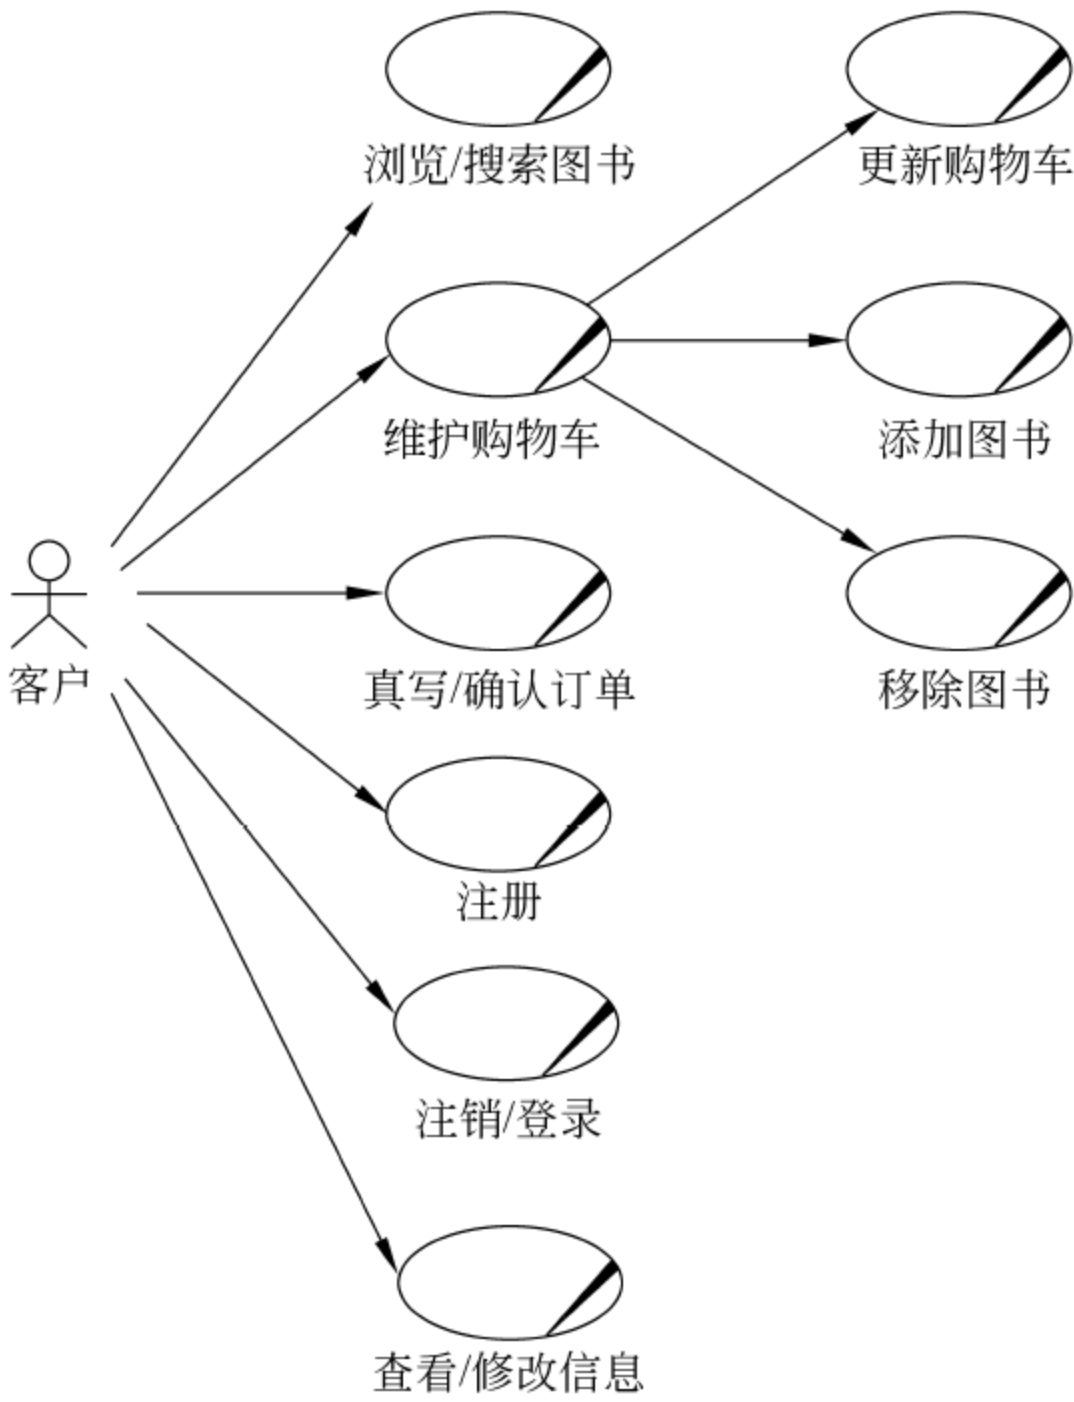 浏览/搜索图书
更新购物车
维护购物车
添加图书
客户
真写/确认订单
移除图书
注册
注销/登录
查看/修改信息